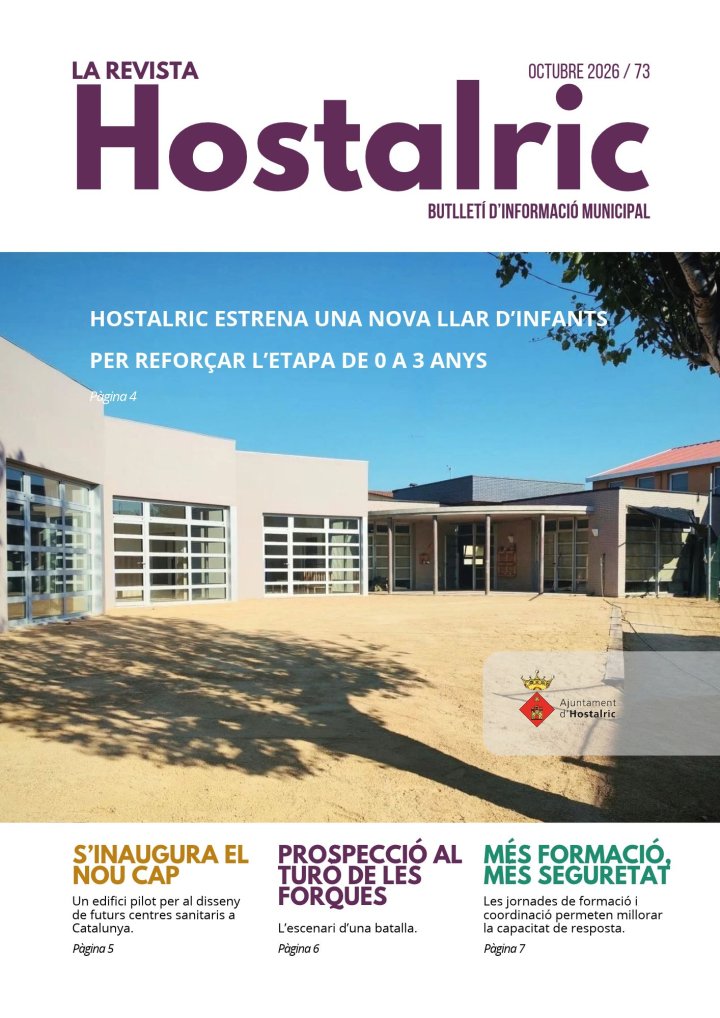 LA REVISTA
OCTUBRE 2026 / 73
Hostalric
BUTLLETÍ D'INFORMACIÓ MUNICIPAL
HOSTALRIC ESTRENA UNA NOVA LLAR D'INFANTS
PER REFORÇAR L'ETAPA DE 0 A 3 ANYS
Pàgina 4
Ajuntament
d'Hostalric
S'INAUGURA EL
NOU CAP
Un edifici pilot per al disseny
de futurs centres sanitaris a
Catalunya.
Pàgina 5
PROSPECCIÓ AL
TURÓ DE LES
FORQUES
L'escenari d'una batalla.
Pàgina 6
MÉS FORMACIÓ,
MÉS SEGURETAT
Les jornades de formació i
coordinació permeten millorar
la capacitat de resposta.
Pàgina 7